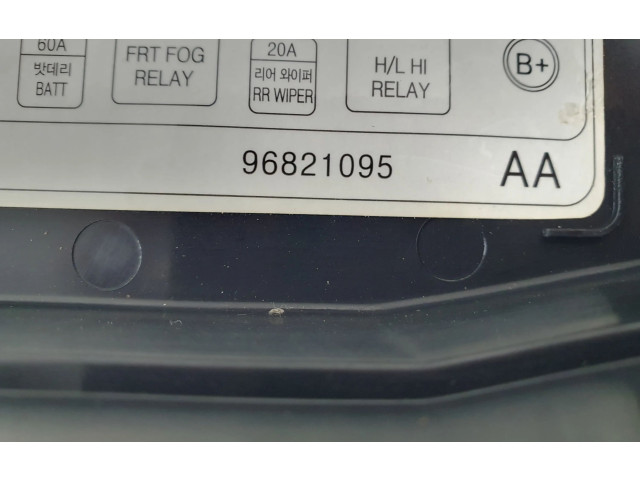 60A
밧데리
BATT
FRT FOG
RELAY
20A
리어 와이퍼
RR WIPER
H/L HI
RELAY
B+
96821095
AA